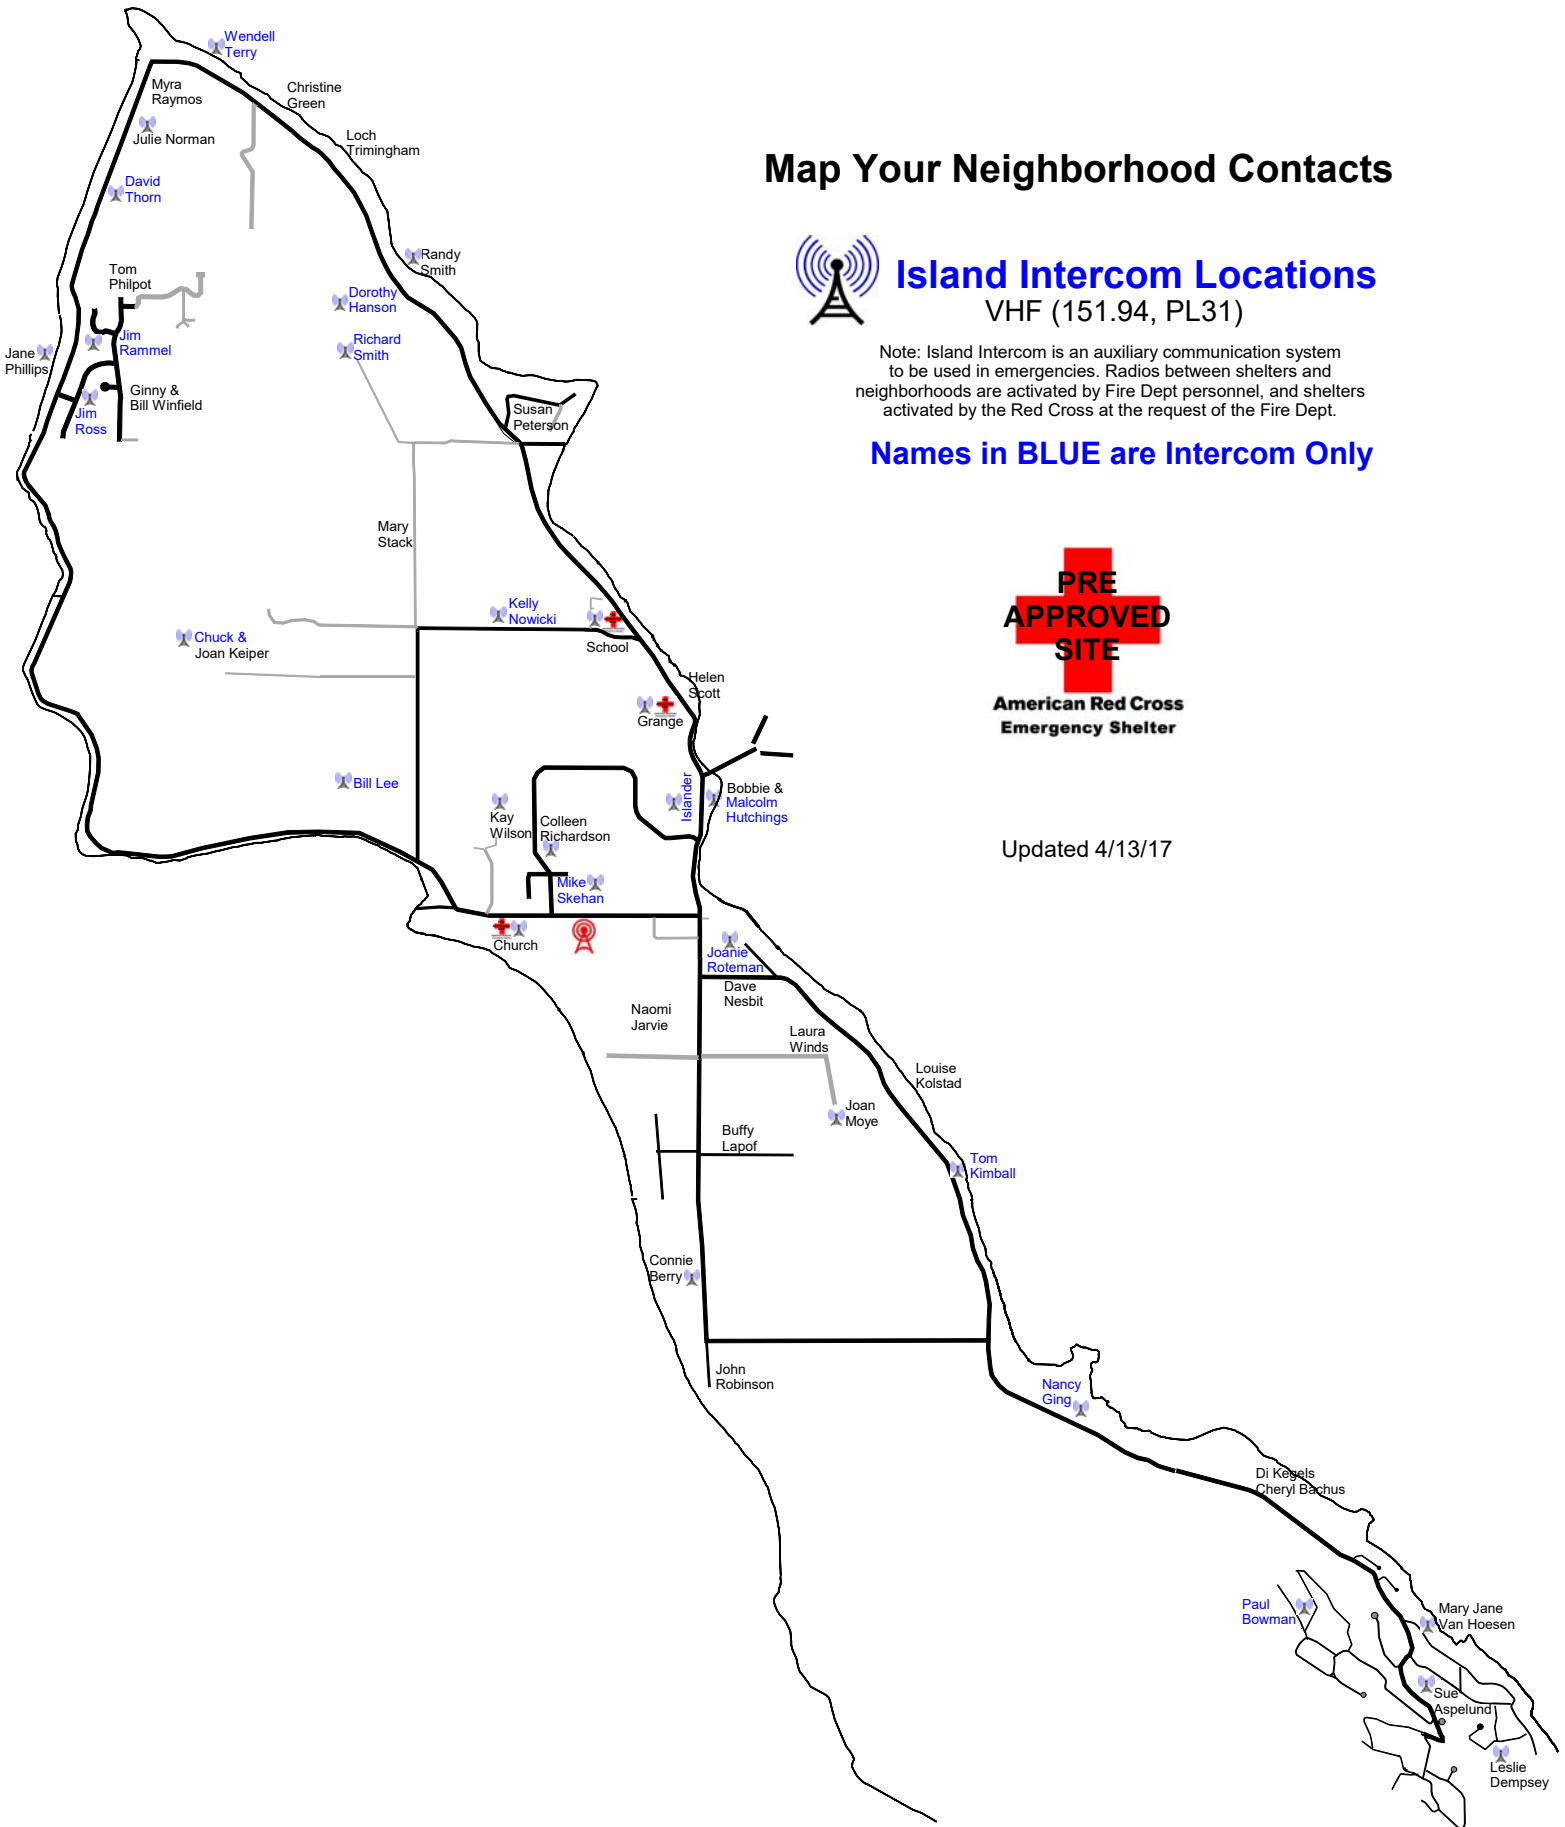 Wendell
Terry
Myra
Raymos
Christine
Green
Julie Norman
Loch
Trimingham
Map Your Neighborhood Contacts
David
Thorn
Randy
Smith
Island Intercom Locations
VHF (151.94, PL31)
Tom
Philpot
Dorothy
Hanson
Jim
Rammel
Richard
Smith
Jane
Phillips
Note: Island Intercom is an auxiliary communication system
to be used in emergencies. Radios between shelters and
neighborhoods are activated by Fire Dept personnel, and shelters
activated by the Red Cross at the request of the Fire Dept.
Ginny &
Bill Winfield
Jim
Ross
Susan
Peterson
Names in BLUE are Intercom Only
Mary
Stack
PRE
APPROVED
SITE
American Red Cross
Emergency Shelter
Kelly
Nowicki
School
Chuck &
Joan Keiper
Helen
Scott
Grange
Bill Lee
Islander
Bobbie &
Malcolm
Hutchings
Kay
Wilson
Colleen
Richardson
Updated 4/13/17
Mike
Skehan
Church
Joanie
Roteman
Dave
Nesbit
Naomi
Jarvie
Laura
Winds
Louise
Kolstad
Joan
Moye
Buffy
Lapof
Tom
Kimball
Connie
Berry
John
Robinson
Nancy
Ging
Di Kegels
Cheryl Bachus
Paul
Bowman
Mary Jane
Van Hoesen
Sue
Aspelund
Leslie
Dempsey